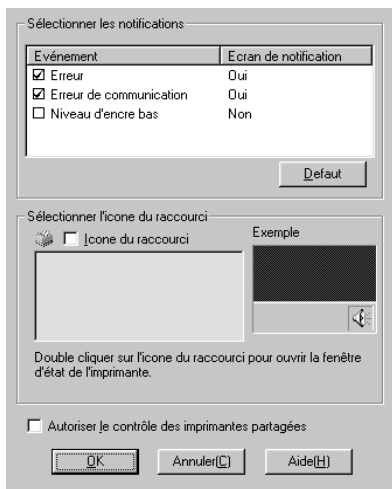 Sélectionner les notifications
Evénement Ecran de notification
Erreur Oui
Erreur de communication Oui
Niveau d'encre bas Non
Defaut
Sélectionner l'icone du raccourci
Icone du raccourci Exemple
Double cliquer sur l'icone du raccourci pour ouvrir la fenêtre
d'état de l'imprimante.
Autoriser le contrôle des imprimantes partagées
OK Annuler(C) Aide(H)